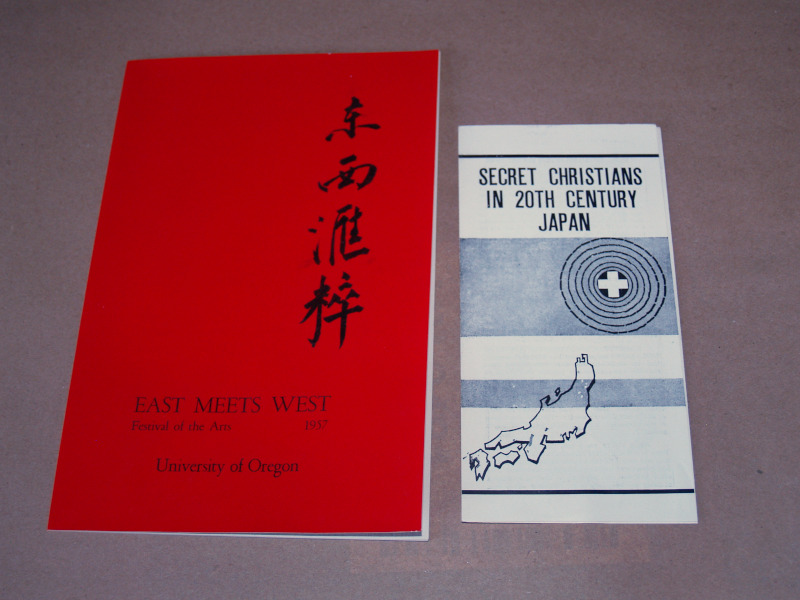 东
西
滙
粹
EAST MEETS WEST
Festival of the Arts 1957
University of Oregon
SECRET CHRISTIANS
IN 20TH CENTURY
JAPAN